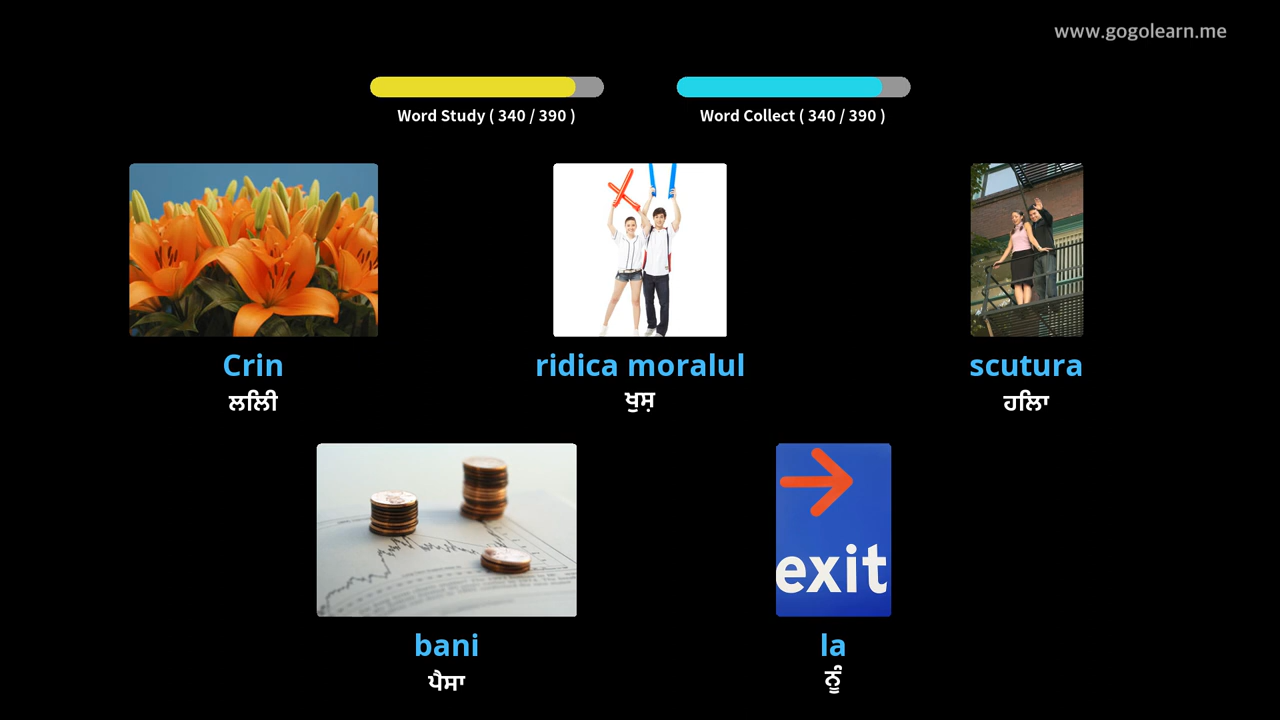 www.gogolearn.me
Word Study ( 340 / 390 )
Word Collect ( 340 / 390 )
Crin
ਲਲਿੀ
ridica moralul
ਖੁਸ਼
scutura
ਹਲਿਾ
bani
ਪੈਸਾ
exit
la
ਨੂੰ